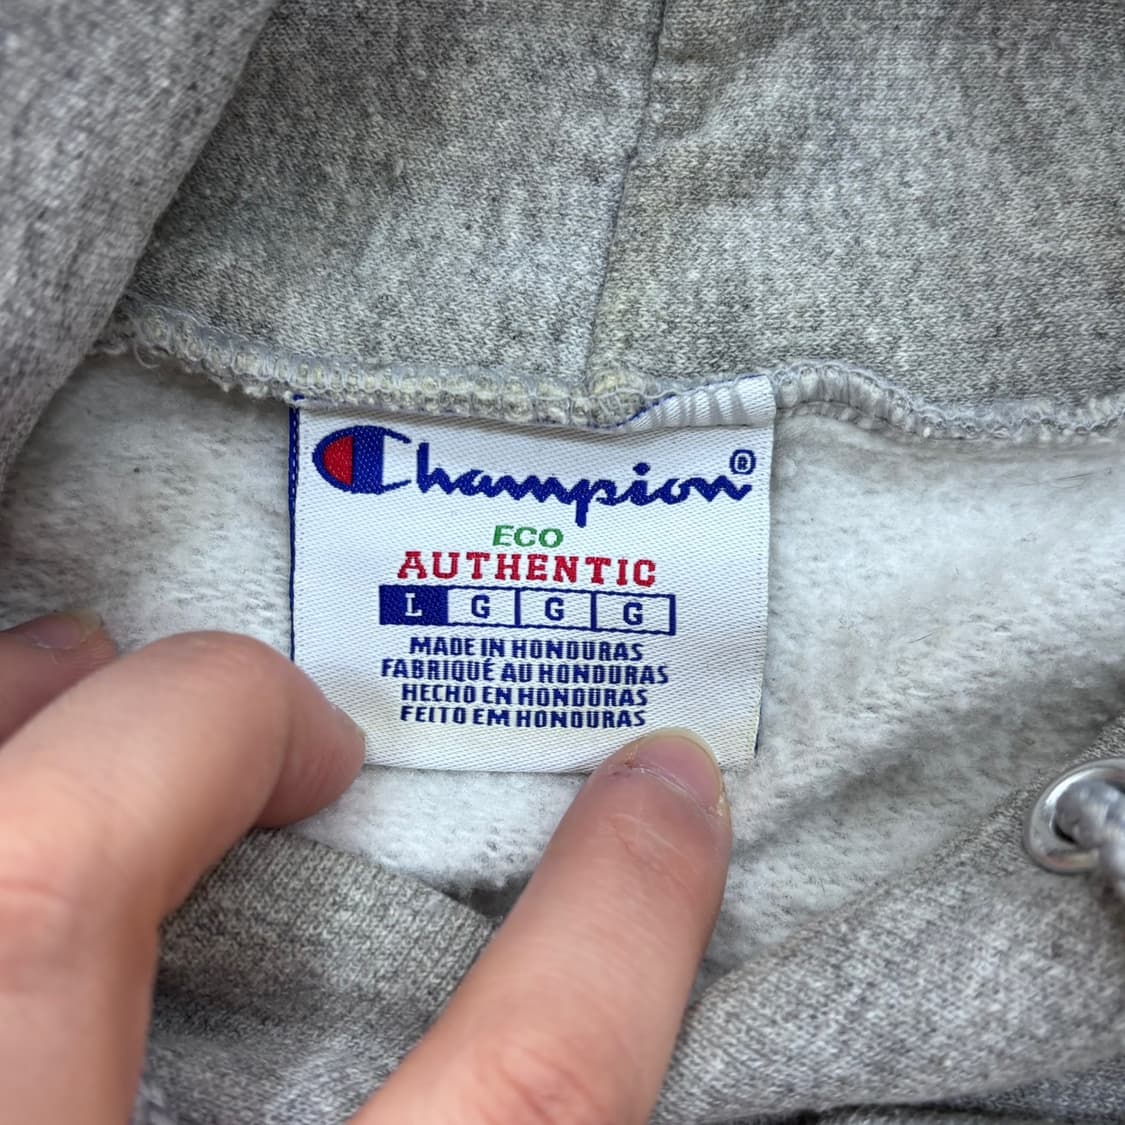 Champion®
ECO
AUTHENTIC
L G G G
MADE IN HONDURAS
FABRIQUÉ AU HONDURAS
HECHO EN HONDURAS
FEITO EM HONDURAS